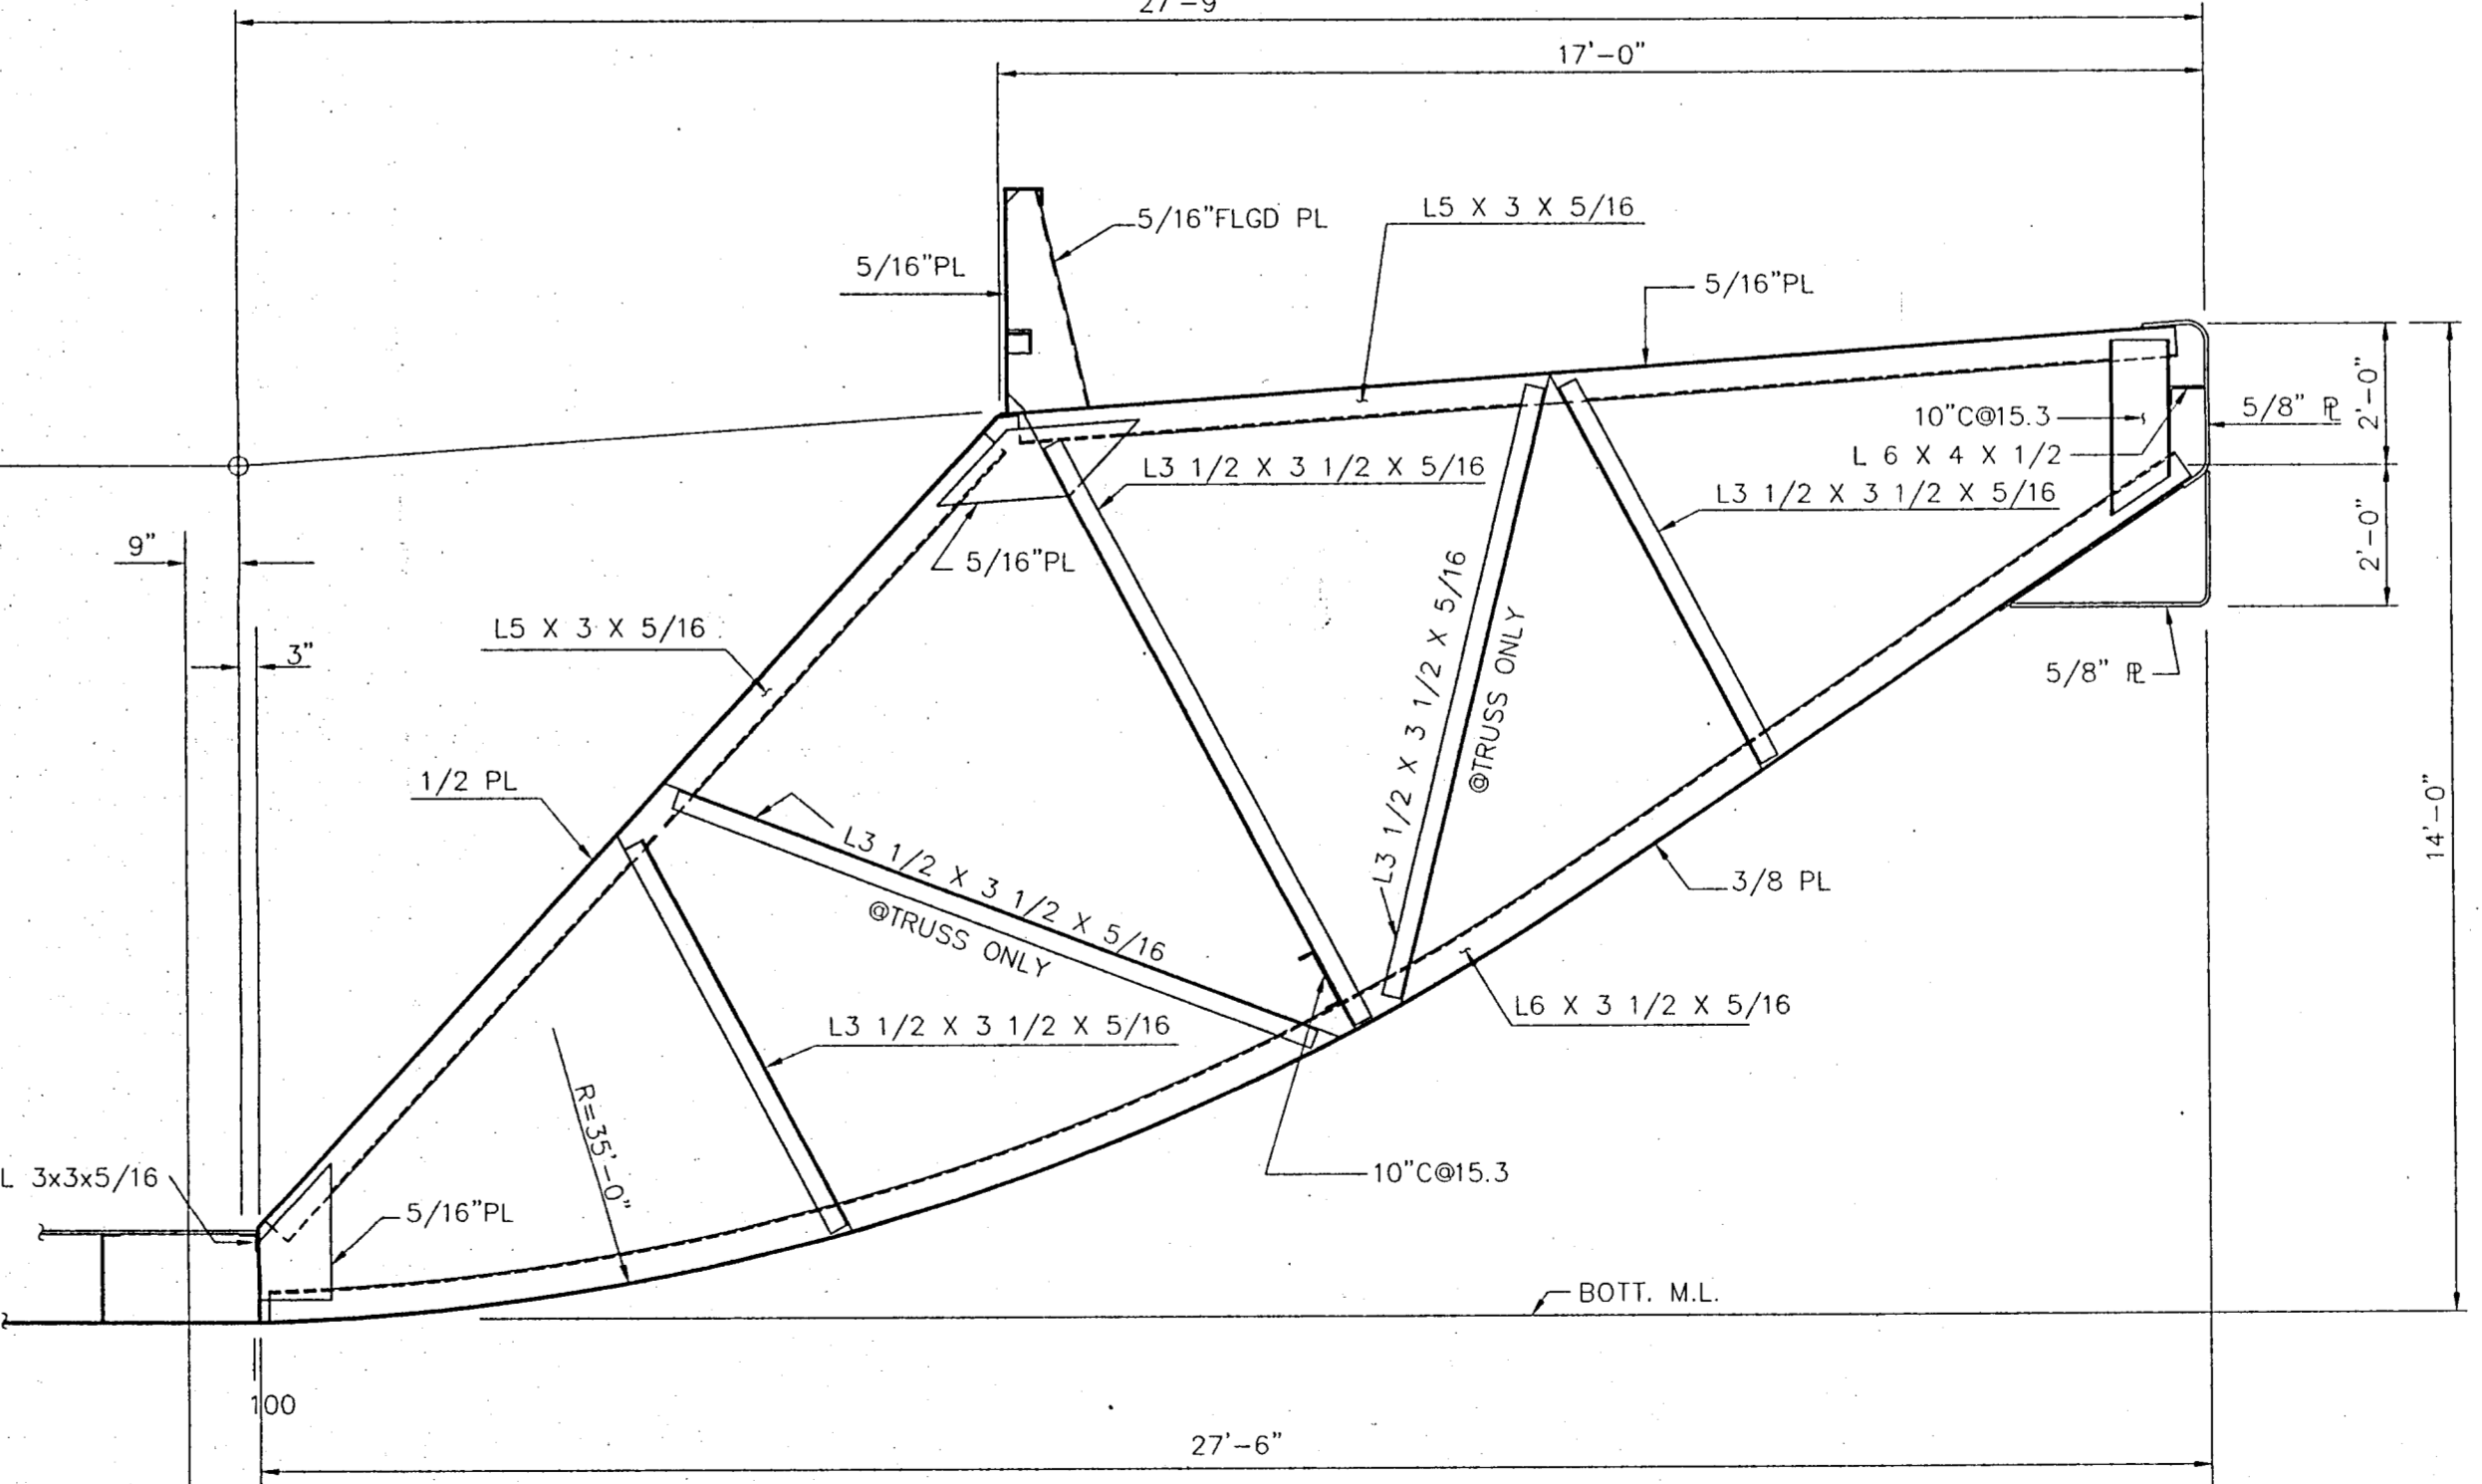 27'-9
17'-0"
5/16"FLGD PL
L5 X 3 X 5/16
5/16"PL
5/16"PL
10"C@15.3
5/8" PL
2'-0"
L3 1/2 X 3 1/2 X 5/16
L 6 X 4 X 1/2
L3 1/2 X 3 1/2 X 5/16
2'-0"
9"
5/16"PL
L5 X 3 X 5/16
3"
L3 1/2 X 3 1/2 X 5/16
@TRUSS ONLY
5/8" PL
1/2 PL
14'-0"
L3 1/2 X 3 1/2 X 5/16
@TRUSS ONLY
3/8 PL
L3 1/2 X 3 1/2 X 5/16
L6 X 3 1/2 X 5/16
R=35'-0"
10"C@15.3
L 3x3x5/16
5/16"PL
BOTT. M.L.
100
27'-6"